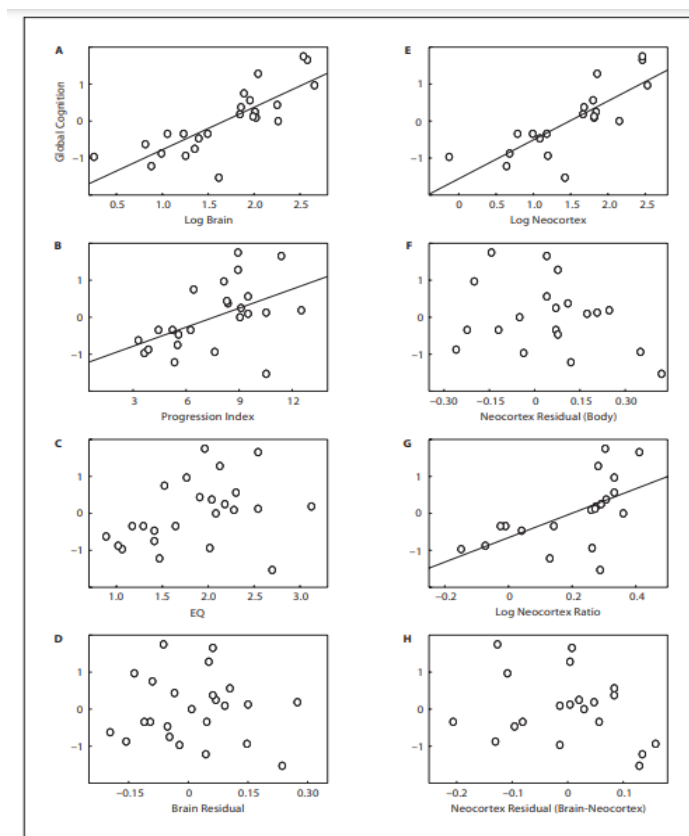 A
Global Cognition
1
0
−1
0.5 1.0 1.5 2.0 2.5
Log Brain
E
1
0
−1
0 0.5 1.0 1.5 2.0 2.5
Log Neocortex
B
1
0
−1
3 6 9 12
Progression Index
F
1
0
−1
−0.30 −0.15 0 0.15 0.30
Neocortex Residual (Body)
C
1
0
−1
1.0 1.5 2.0 2.5 3.0
EQ
G
1
0
−1
−0.2 0 0.2 0.4
Log Neocortex Ratio
D
1
0
−1
−0.15 0 0.15 0.30
Brain Residual
H
1
0
−1
−0.2 −0.1 0 0.1
Neocortex Residual (Brain-Neocortex)